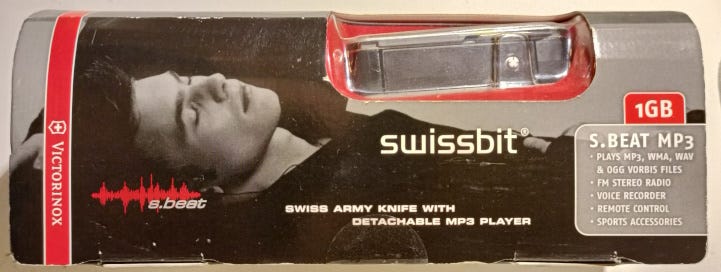 VICTORINOX
s.beat
swissbit®
SWISS ARMY KNIFE WITH
DETACHABLE MP3 PLAYER
1GB
S.BEAT MP3
• PLAYS MP3, WMA, WAV
& OGG VORBIS FILES
• FM STEREO RADIO
• VOICE RECORDER
• REMOTE CONTROL
• SPORTS ACCESSORIES